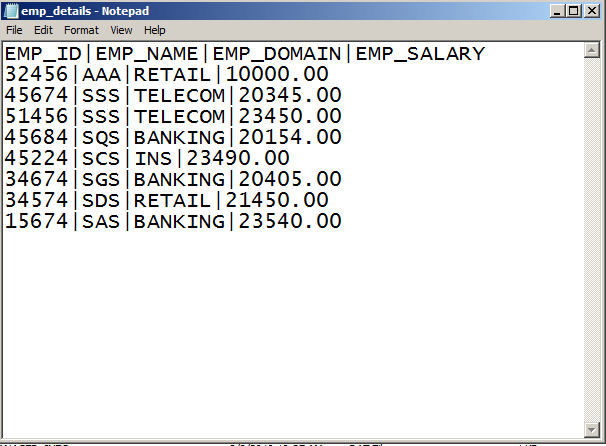 emp_details - Notepad
File Edit Format View Help
EMP_ID|EMP_NAME|EMP_DOMAIN|EMP_SALARY
32456|AAA|RETAIL|10000.00
45674|SSS|TELECOM|20345.00
51456|SSS|TELECOM|23450.00
45684|SQS|BANKING|20154.00
45224|SCS|INS|23490.00
34674|SGS|BANKING|20405.00
34574|SDS|RETAIL|21450.00
15674|SAS|BANKING|23540.00